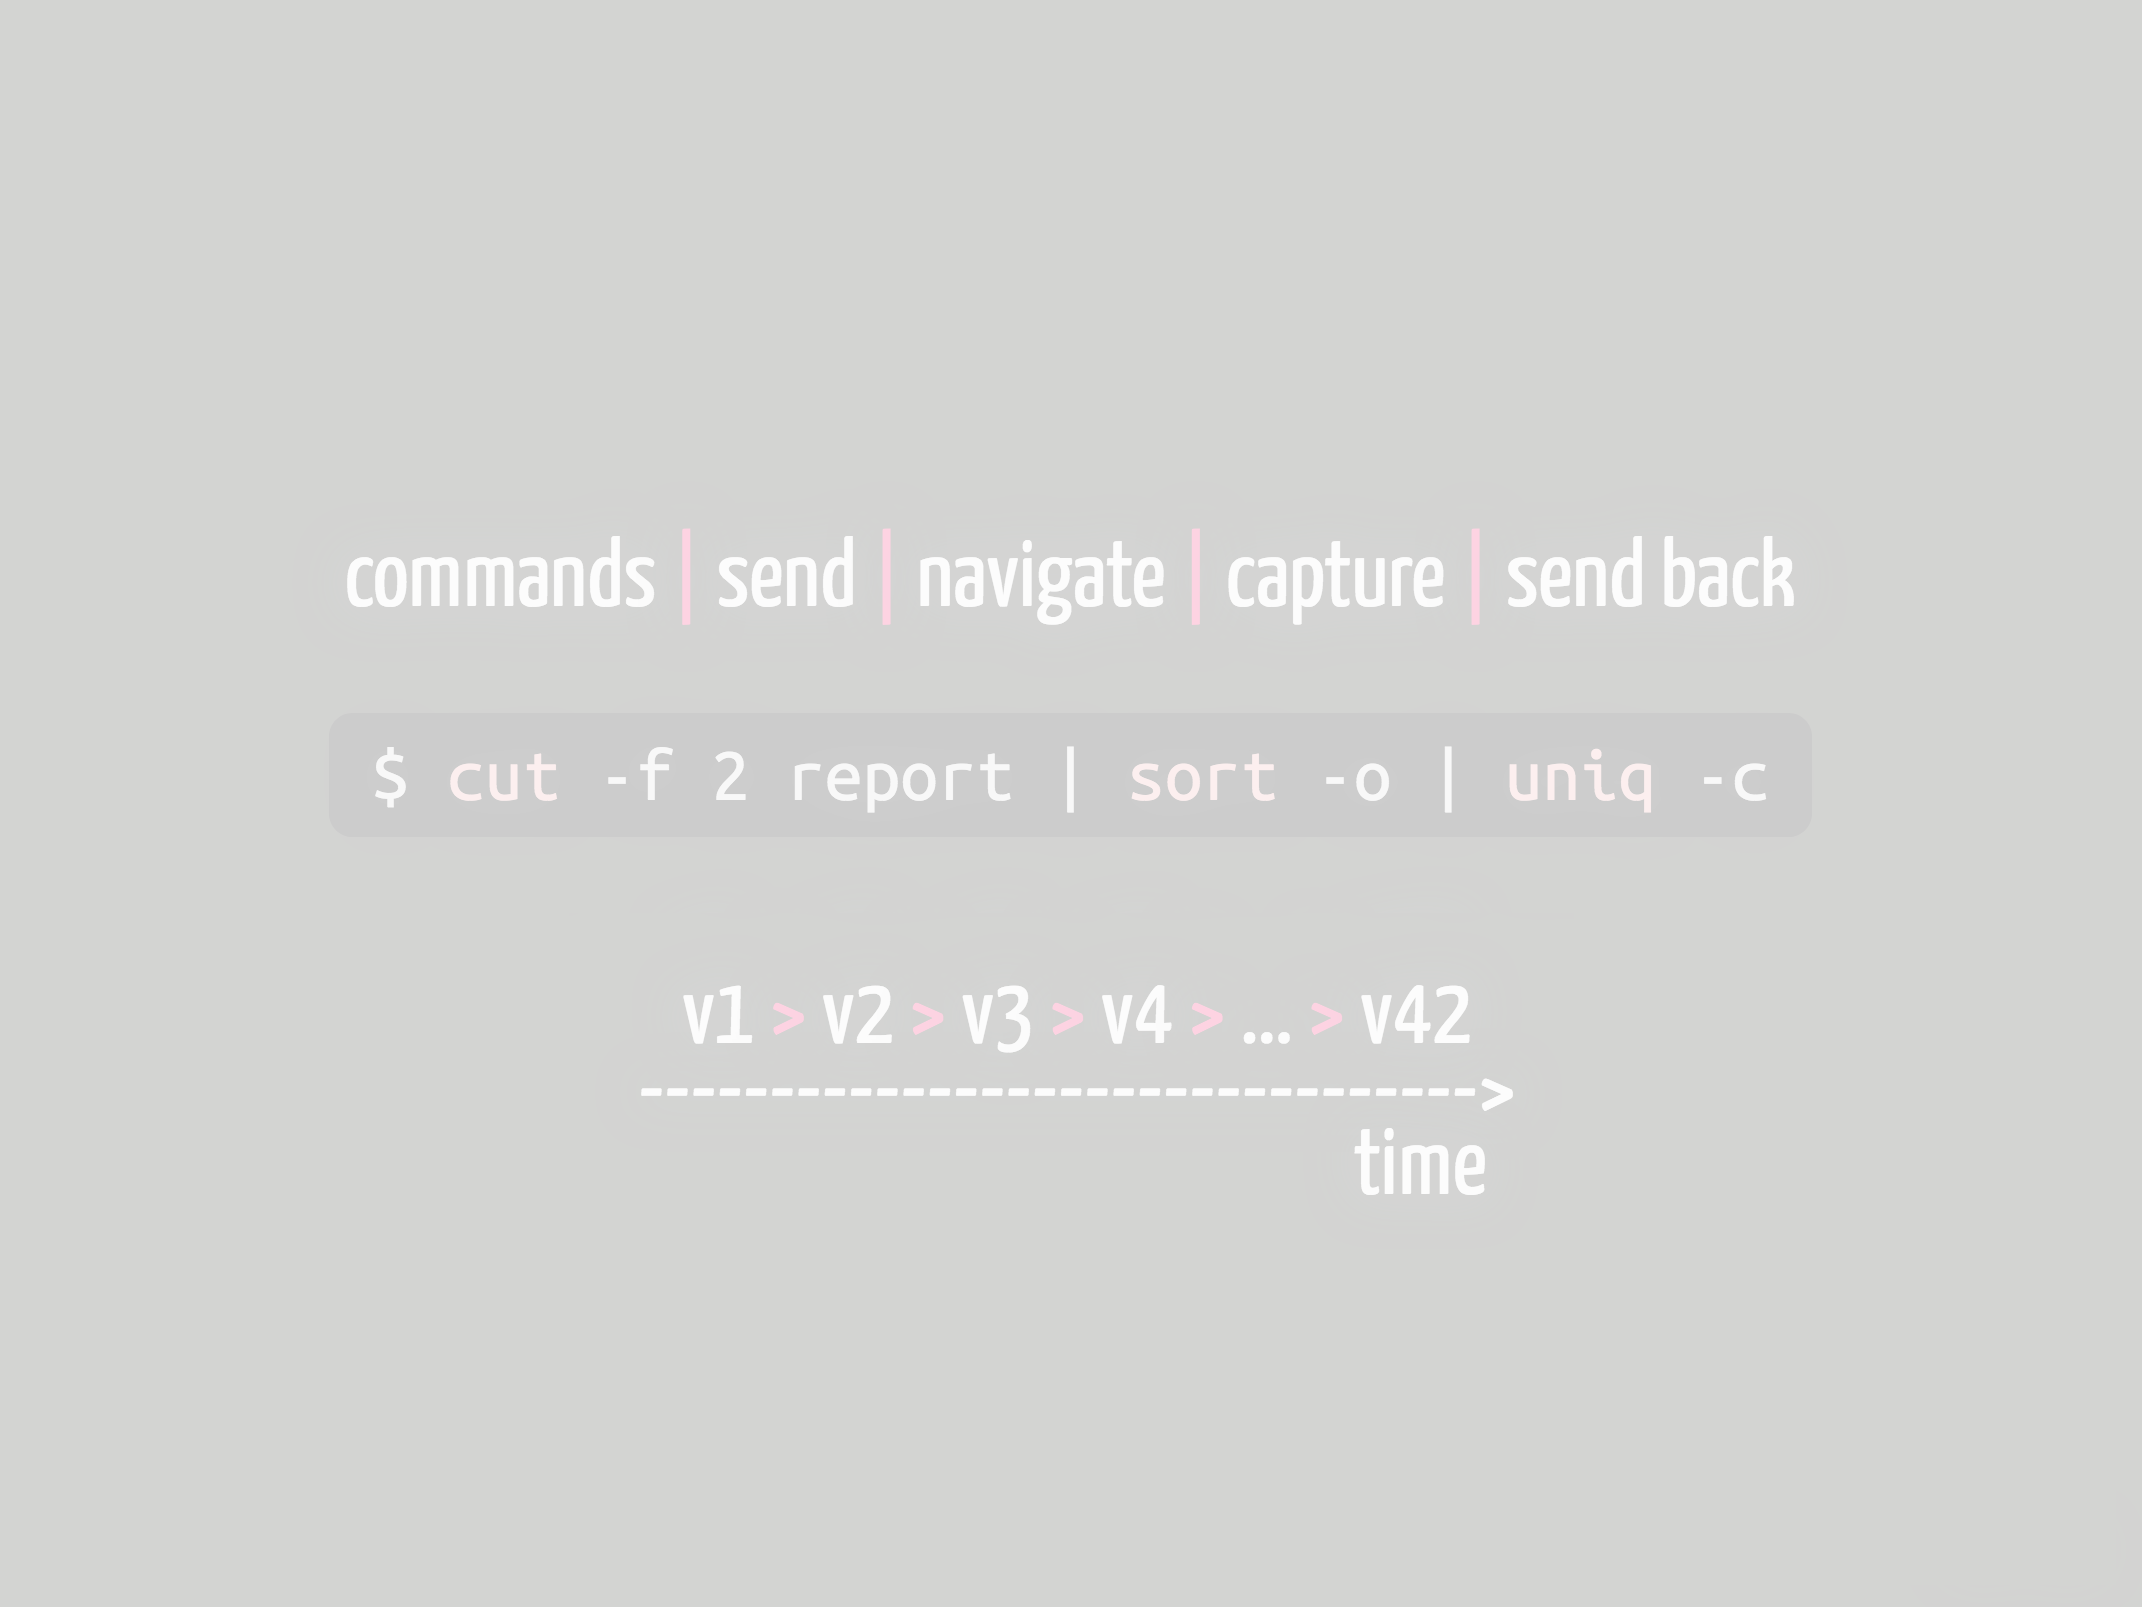 commands | send | navigate | capture | send back
$ cut -f 2 report | sort -o | uniq -c
v1 > v2 > v3 > v4 > ... > v42
-------------------------------->
time